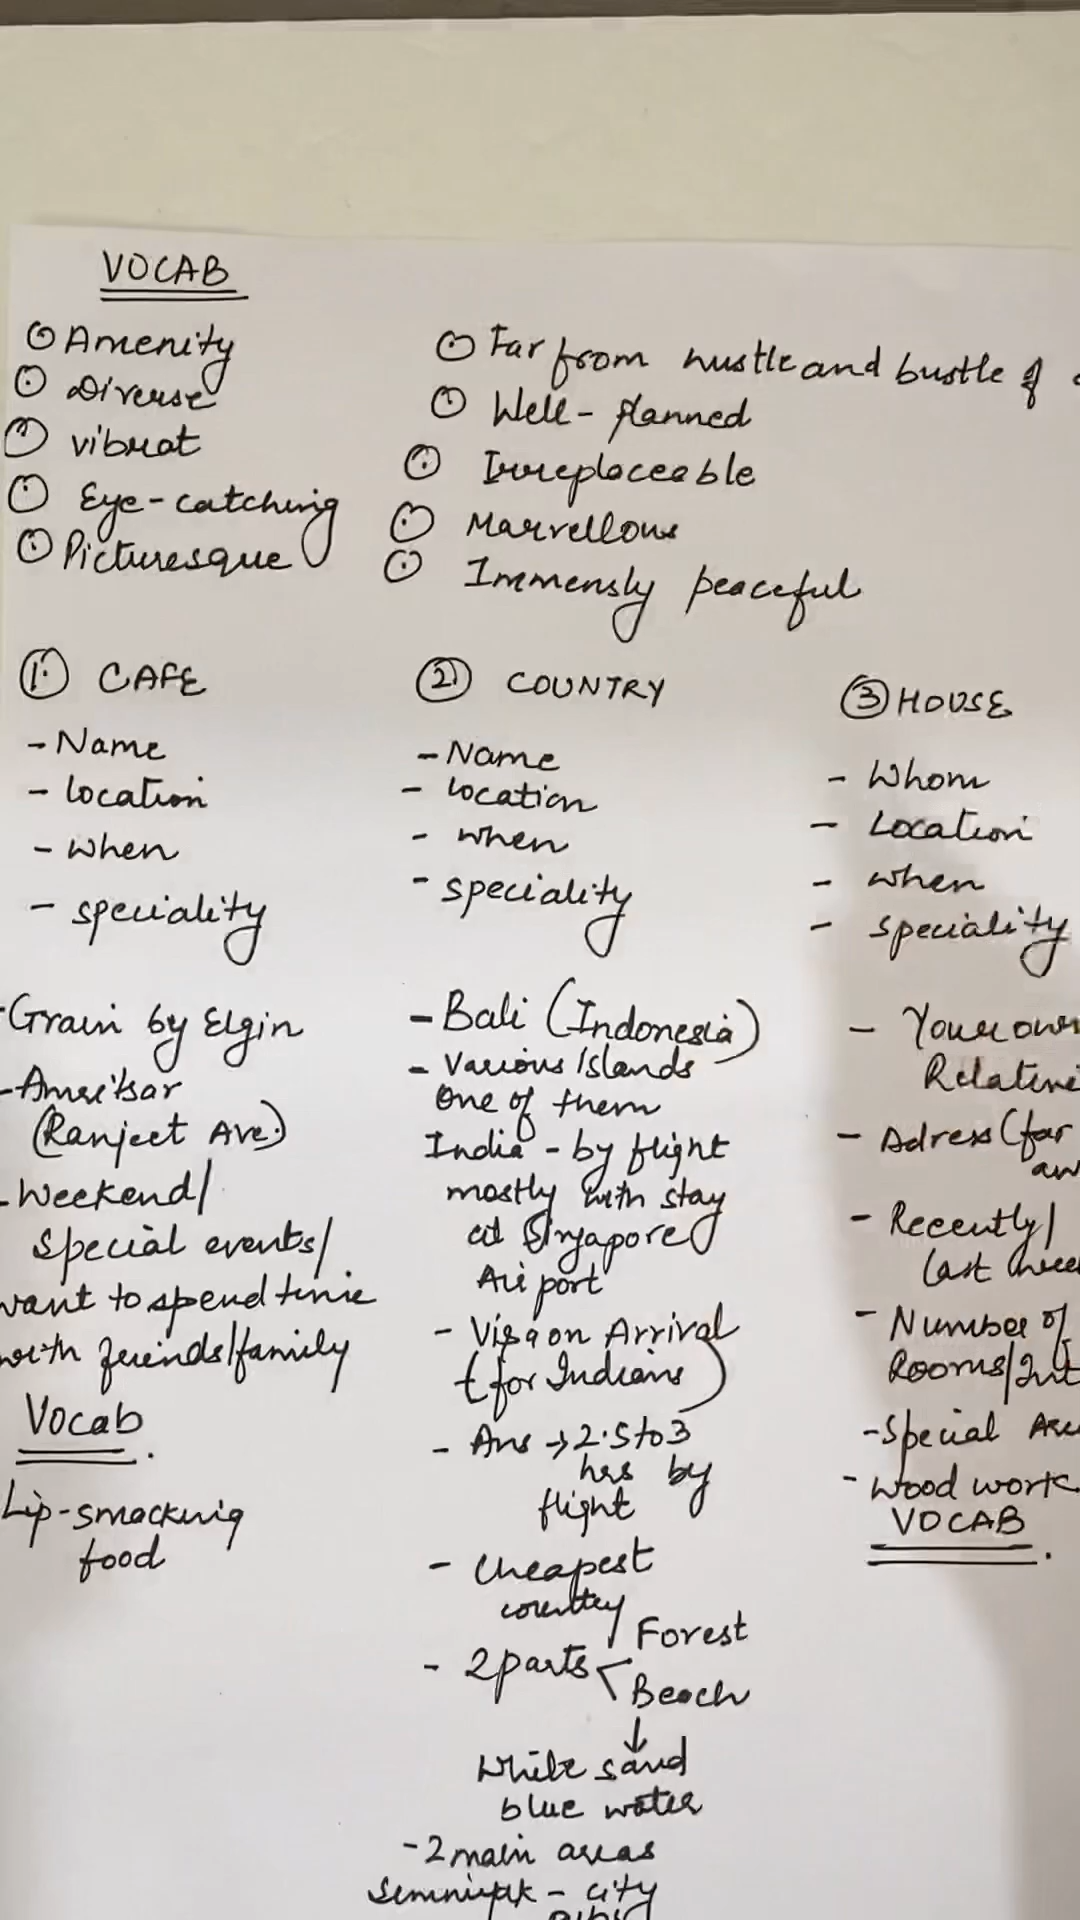 VOCAB
Amenity
Diverse
vibrat
Eye-catching
Picturesque
Far from hustle and bustle of
Well-planned
Irreplaceable
Marvellous
Immensly peaceful
1. CAFE
- Name
- location
- when
- speciality
- Grain by Elgin
- Amritsar
(Ranjeet Ave.)
- Weekend/
special events/
want to spend time
with friends/family
Vocab
Lip-smacking
food
2 COUNTRY
- Name
- location
- when
- speciality
- Bali (Indonesia)
- Various Islands
One of them
India - by flight
mostly with stay
at Singapore
Airport
- Visa on Arrival
(for Indians)
- Ans → 2.5 to 3
hrs by
flight
- Cheapest
country
- 2 parts
Forest
Beach
↓
White sand
blue water
- 2 main areas
- city
3 HOUSE
- Whom
- Location
- when
- speciality
- Your own
Relative
- Adress (far
- Recently/
last
- Number of
Rooms/
- Special
- Wood work
VOCAB